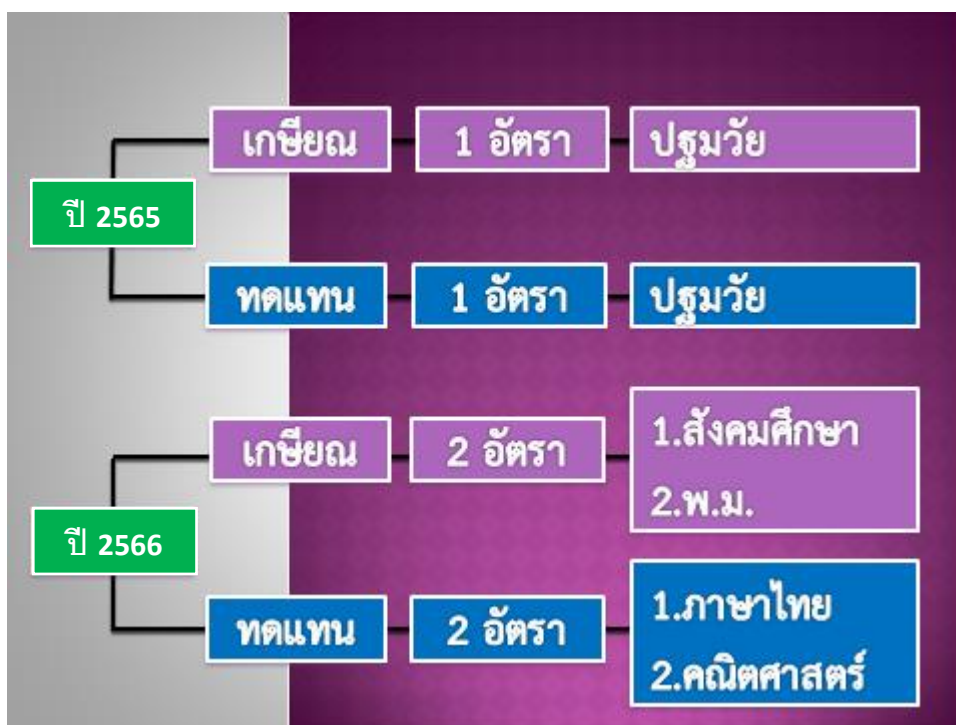 เกษียณ 1 อัตรา ปฐมวัย
ปี 2565
ทดแทน 1 อัตรา ปฐมวัย
เกษียณ 2 อัตรา
1.สังคมศึกษา
2.พ.ม.
ปี 2566
ทดแทน 2 อัตรา
1.ภาษาไทย
2.คณิตศาสตร์